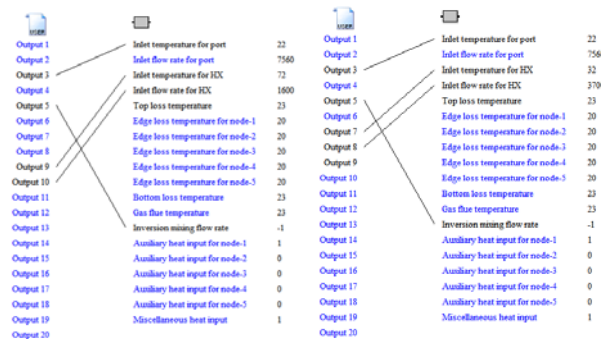 USER
Output 1
Output 2
Output 3
Output 4
Output 5
Output 6
Output 7
Output 8
Output 9
Output 10
Output 11
Output 12
Output 13
Output 14
Output 15
Output 16
Output 17
Output 18
Output 19
Output 20
Inlet temperature for port 22
Inlet flow rate for port 7560
Inlet temperature for HX 72
Inlet flow rate for HX 1600
Top loss temperature 23
Edge loss temperature for node-1 20
Edge loss temperature for node-2 20
Edge loss temperature for node-3 20
Edge loss temperature for node-4 20
Edge loss temperature for node-5 20
Bottom loss temperature 23
Gas flue temperature 23
Inversion mixing flow rate -1
Auxiliary heat input for node-1 1
Auxiliary heat input for node-2 0
Auxiliary heat input for node-3 0
Auxiliary heat input for node-4 0
Auxiliary heat input for node-5 0
Miscellaneous heat input 1
USER
Output 1
Output 2
Output 3
Output 4
Output 5
Output 6
Output 7
Output 8
Output 9
Output 10
Output 11
Output 12
Output 13
Output 14
Output 15
Output 16
Output 17
Output 18
Output 19
Output 20
Inlet temperature for port 22
Inlet flow rate for port 7560
Inlet temperature for HX 32
Inlet flow rate for HX 370
Top loss temperature 23
Edge loss temperature for node-1 20
Edge loss temperature for node-2 20
Edge loss temperature for node-3 20
Edge loss temperature for node-4 20
Edge loss temperature for node-5 20
Bottom loss temperature 23
Gas flue temperature 23
Inversion mixing flow rate -1
Auxiliary heat input for node-1 1
Auxiliary heat input for node-2 0
Auxiliary heat input for node-3 0
Auxiliary heat input for node-4 0
Auxiliary heat input for node-5 0
Miscellaneous heat input 1